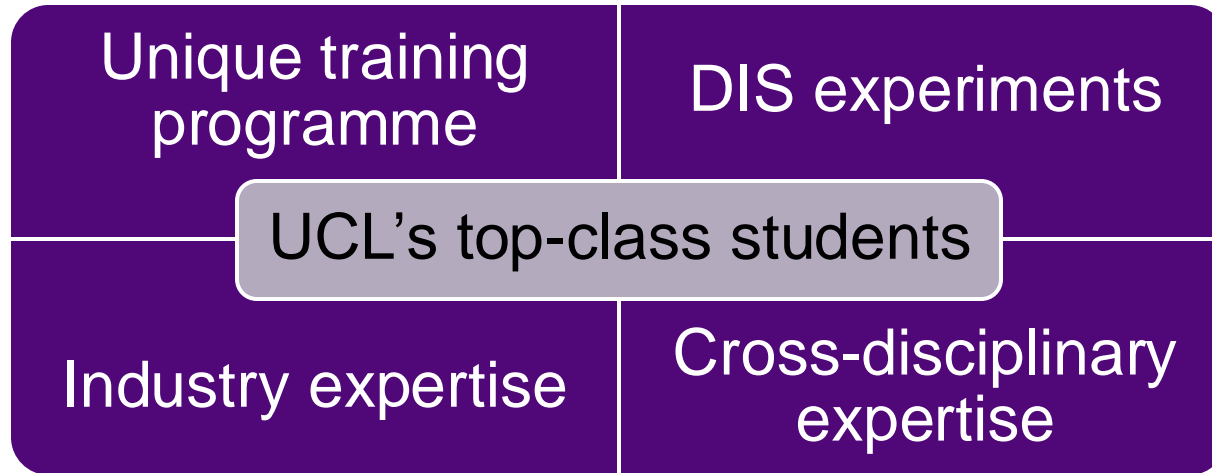 Unique training
programme
DIS experiments
UCL’s top-class students
Industry expertise
Cross-disciplinary
expertise